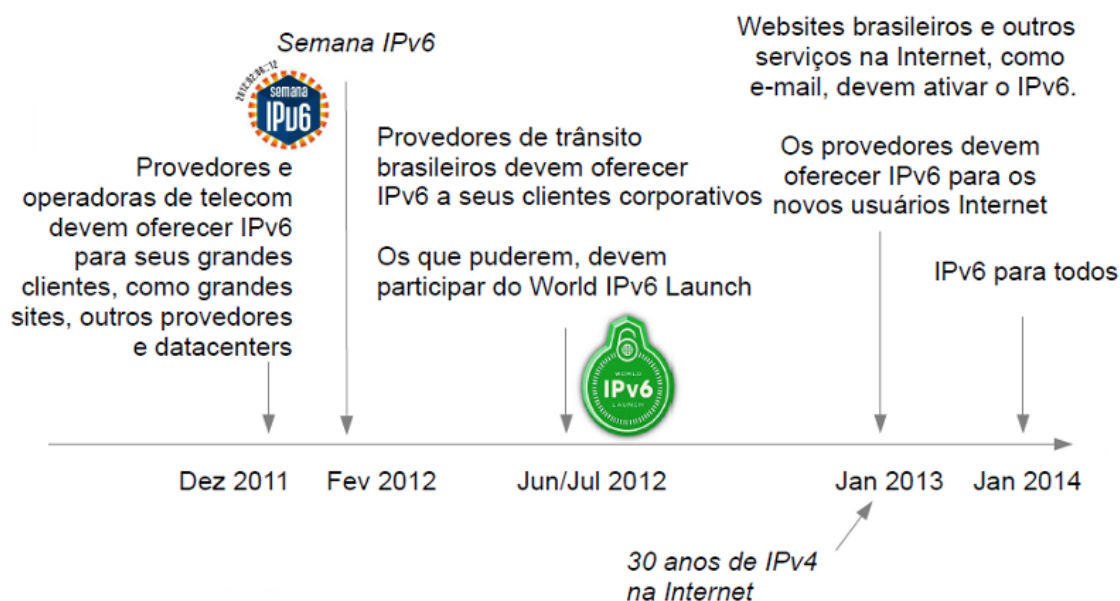 Semana IPv6
2012.02.06_12
semana
IPv6
Provedores e
operadoras de telecom
devem oferecer IPv6
para seus grandes
clientes, como grandes
sites, outros provedores
e datacenters
Provedores de trânsito
brasileiros devem oferecer
IPv6 a seus clientes corporativos
Os que puderem, devem
participar do World IPv6 Launch
WORLD
IPv6
LAUNCH
Websites brasileiros e outros
serviços na Internet, como
e-mail, devem ativar o IPv6.
Os provedores devem
oferecer IPv6 para os
novos usuários Internet
IPv6 para todos
Dez 2011
Fev 2012
Jun/Jul 2012
Jan 2013
Jan 2014
30 anos de IPv4
na Internet